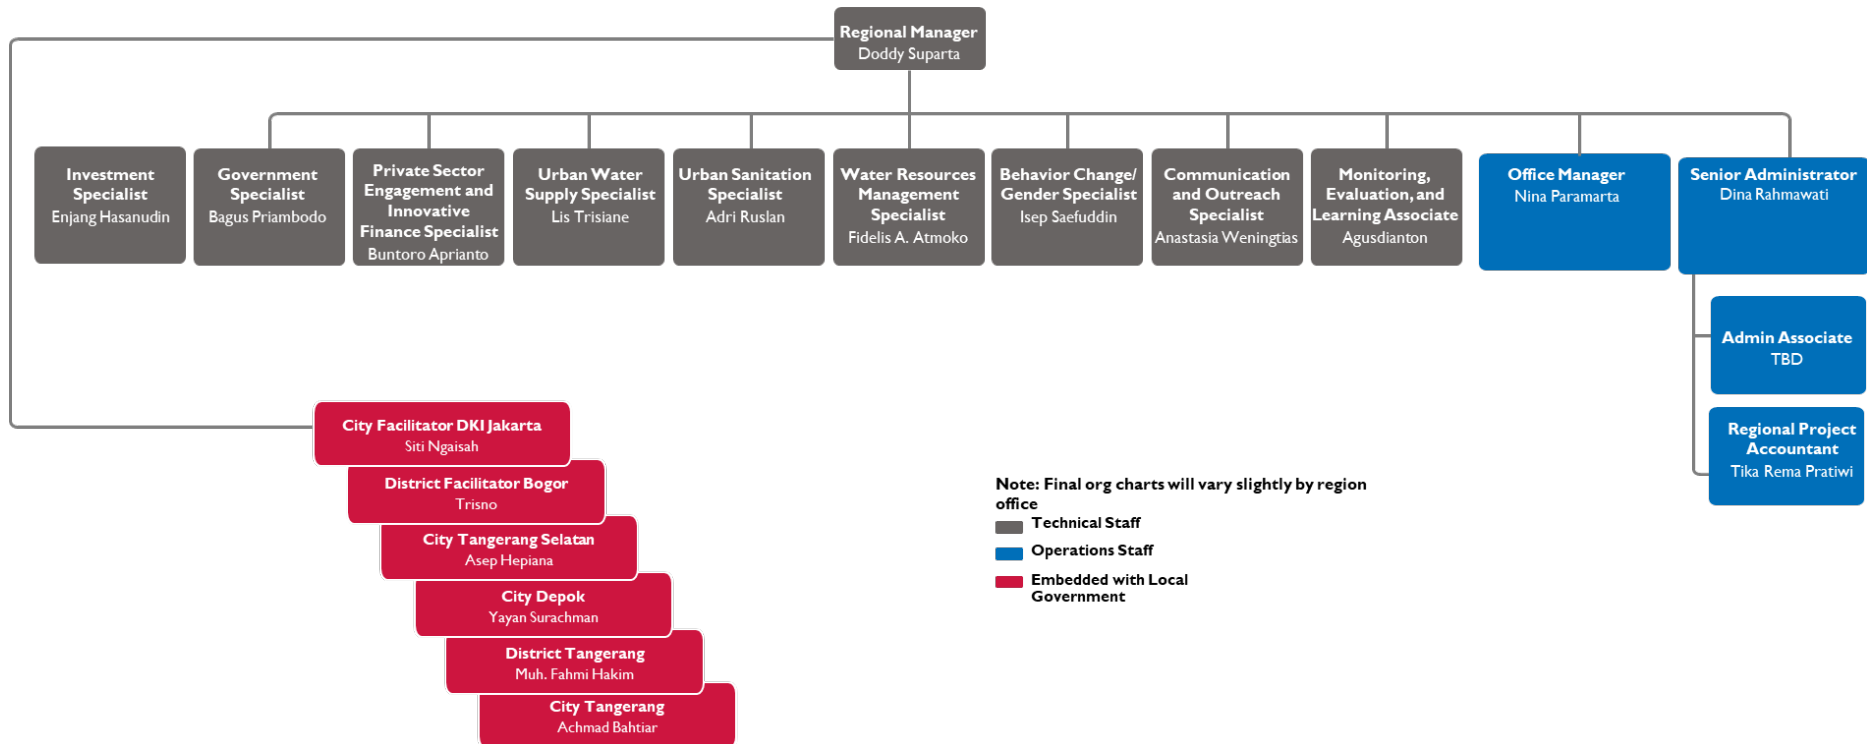 Regional Manager
Doddy Suparta
Investment
Specialist
Enjang Hasanudin
Government
Specialist
Bagus Priambodo
Private Sector
Engagement and
Innovative
Finance Specialist
Buntoro Aprianto
Urban Water
Supply Specialist
Lis Trisiane
Urban Sanitation
Specialist
Adri Ruslan
Water Resources
Management
Specialist
Fidelis A. Atmoko
Behavior Change/
Gender Specialist
Isep Saefuddin
Communication
and Outreach
Specialist
Anastasia Weningtias
Monitoring,
Evaluation, and
Learning Associate
Agusdianton
Office Manager
Nina Paramarta
Senior Administrator
Dina Rahmawati
Admin Associate
TBD
Regional Project
Accountant
Tika Rema Pratiwi
City Facilitator DKI Jakarta
Siti Ngaisah
District Facilitator Bogor
Trisno
City Tangerang Selatan
Asep Hepiana
City Depok
Yayan Surachman
District Tangerang
Muh. Fahmi Hakim
City Tangerang
Achmad Bahtiar
Note: Final org charts will vary slightly by region
office
Technical Staff
Operations Staff
Embedded with Local
Government